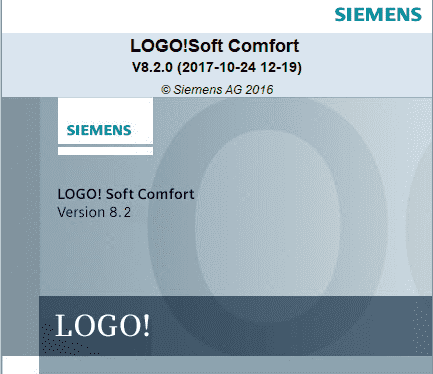 SIEMENS
LOGO!Soft Comfort
V8.2.0 (2017-10-24 12-19)
© Siemens AG 2016
SIEMENS
LOGO! Soft Comfort
Version 8.2
LOGO!